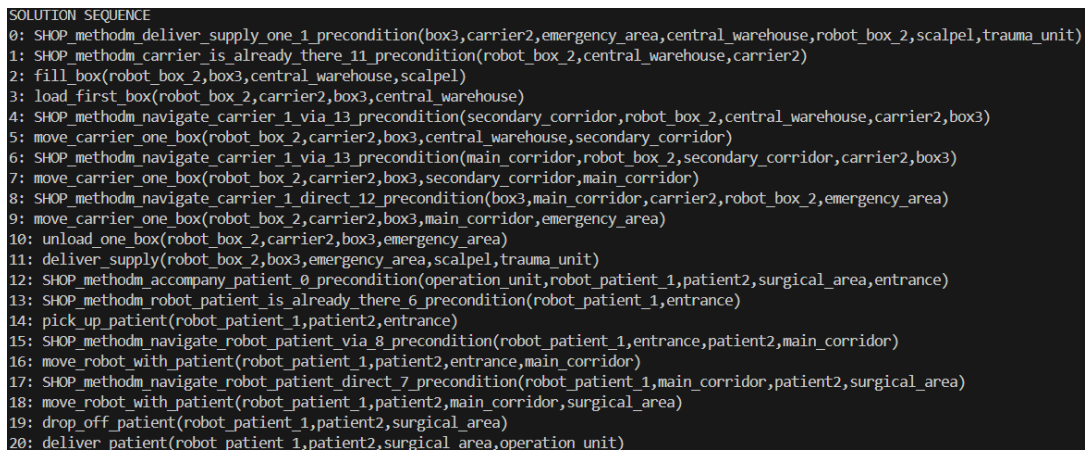 SOLUTION SEQUENCE
0: SHOP_methodm_deliver_supply_one_1_precondition(box3,carrier2,emergency_area,central_warehouse,robot_box_2,scalpel,trauma_unit)
1: SHOP_methodm_carrier_is_already_there_11_precondition(robot_box_2,central_warehouse,carrier2)
2: fill_box(robot_box_2,box3,central_warehouse,scalpel)
3: load_first_box(robot_box_2,carrier2,box3,central_warehouse)
4: SHOP_methodm_navigate_carrier_1_via_13_precondition(secondary_corridor,robot_box_2,central_warehouse,carrier2,box3)
5: move_carrier_one_box(robot_box_2,carrier2,box3,central_warehouse,secondary_corridor)
6: SHOP_methodm_navigate_carrier_1_via_13_precondition(main_corridor,robot_box_2,secondary_corridor,carrier2,box3)
7: move_carrier_one_box(robot_box_2,carrier2,box3,secondary_corridor,main_corridor)
8: SHOP_methodm_navigate_carrier_1_direct_12_precondition(box3,main_corridor,carrier2,robot_box_2,emergency_area)
9: move_carrier_one_box(robot_box_2,carrier2,box3,main_corridor,emergency_area)
10: unload_one_box(robot_box_2,carrier2,box3,emergency_area)
11: deliver_supply(robot_box_2,box3,emergency_area,scalpel,trauma_unit)
12: SHOP_methodm_accompany_patient_0_precondition(operation_unit,robot_patient_1,patient2,surgical_area,entrance)
13: SHOP_methodm_robot_patient_is_already_there_6_precondition(robot_patient_1,entrance)
14: pick_up_patient(robot_patient_1,patient2,entrance)
15: SHOP_methodm_navigate_robot_patient_via_8_precondition(robot_patient_1,entrance,patient2,main_corridor)
16: move_robot_with_patient(robot_patient_1,patient2,entrance,main_corridor)
17: SHOP_methodm_navigate_robot_patient_direct_7_precondition(robot_patient_1,main_corridor,patient2,surgical_area)
18: move_robot_with_patient(robot_patient_1,patient2,main_corridor,surgical_area)
19: drop_off_patient(robot_patient_1,patient2,surgical_area)
20: deliver_patient(robot_patient_1,patient2,surgical_area,operation_unit)